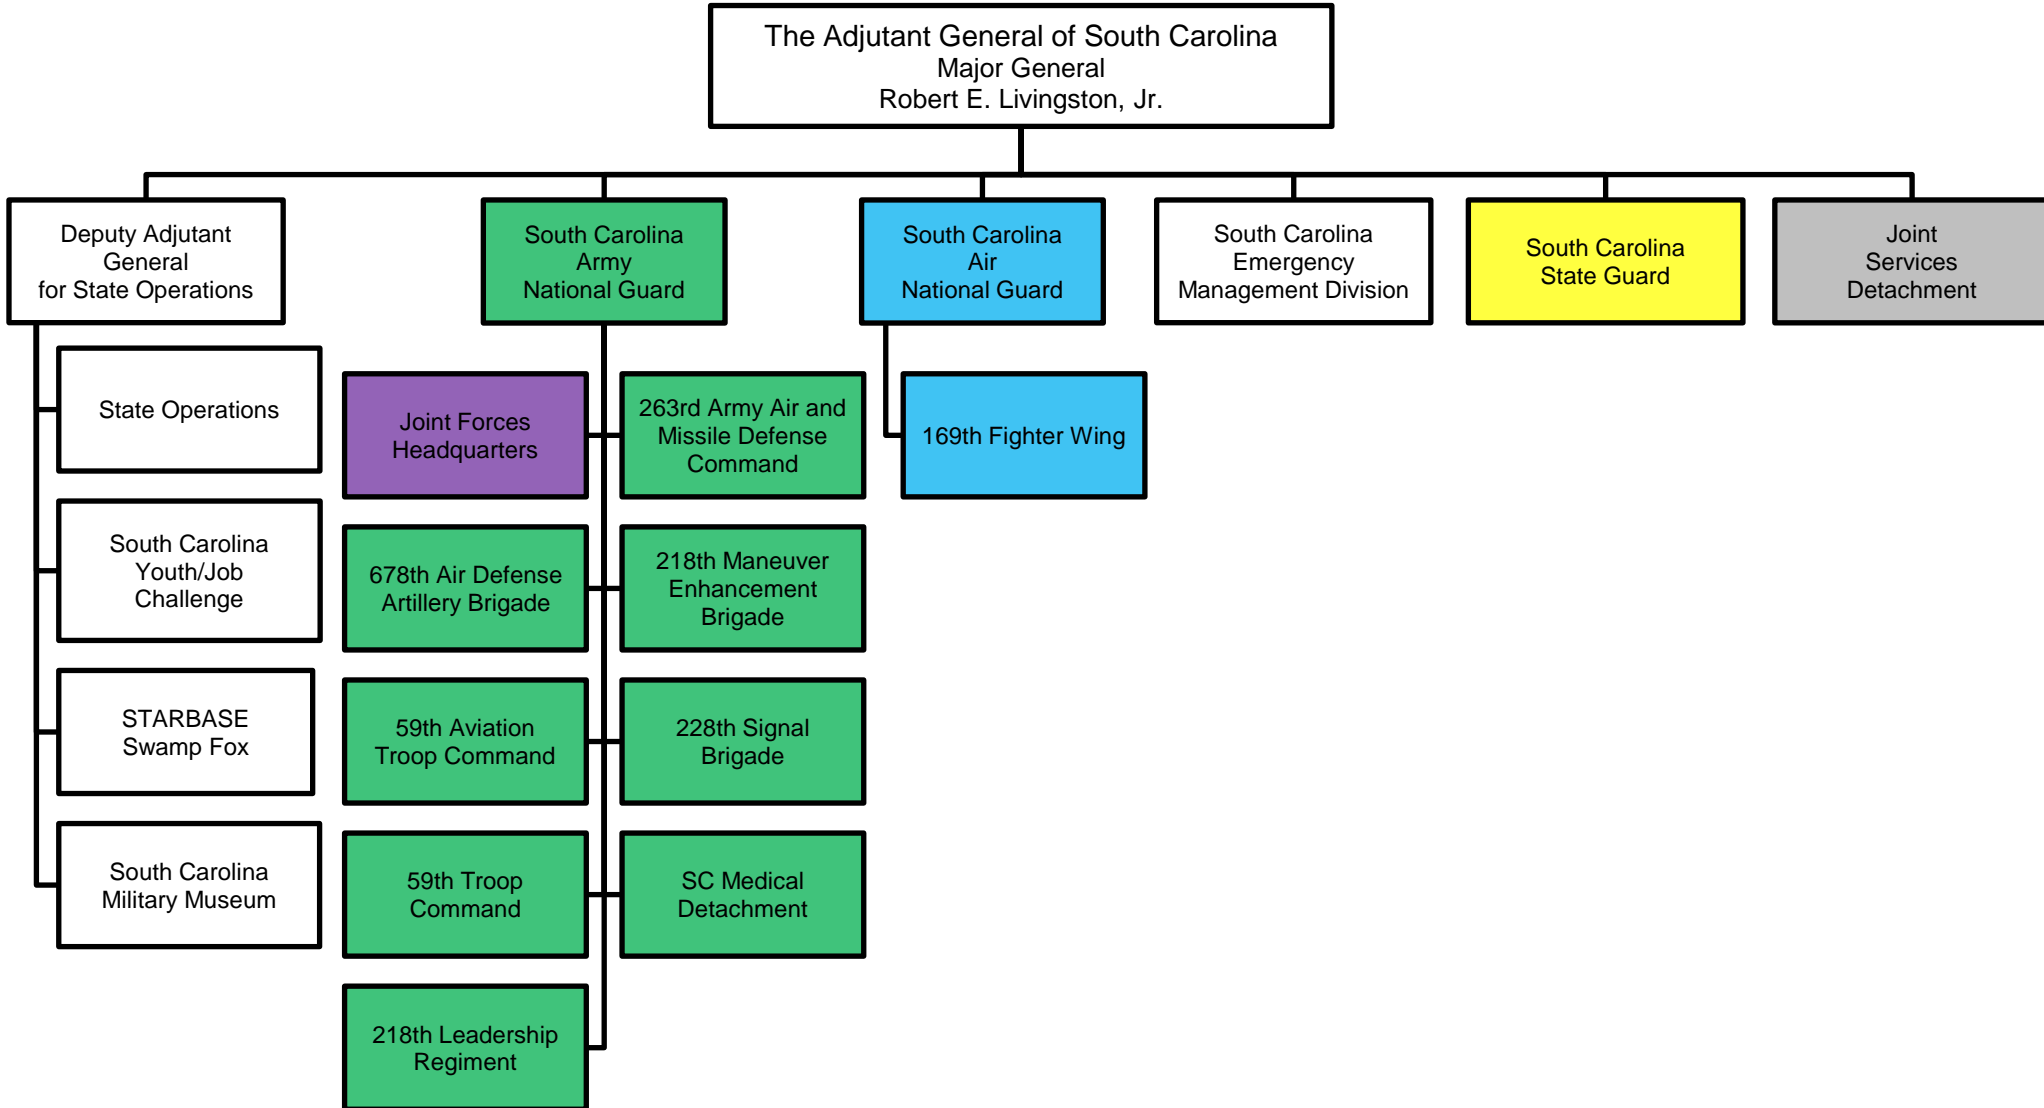 The Adjutant General of South Carolina
Major General
Robert E. Livingston, Jr.
Deputy Adjutant
General
for State Operations
South Carolina
Army
National Guard
South Carolina
Air
National Guard
South Carolina
Emergency
Management Division
South Carolina
State Guard
Joint
Services
Detachment
State Operations
South Carolina
Youth/Job
Challenge
STARBASE
Swamp Fox
South Carolina
Military Museum
Joint Forces
Headquarters
263rd Army Air and
Missile Defense
Command
678th Air Defense
Artillery Brigade
218th Maneuver
Enhancement
Brigade
59th Aviation
Troop Command
228th Signal
Brigade
59th Troop
Command
SC Medical
Detachment
218th Leadership
Regiment
169th Fighter Wing